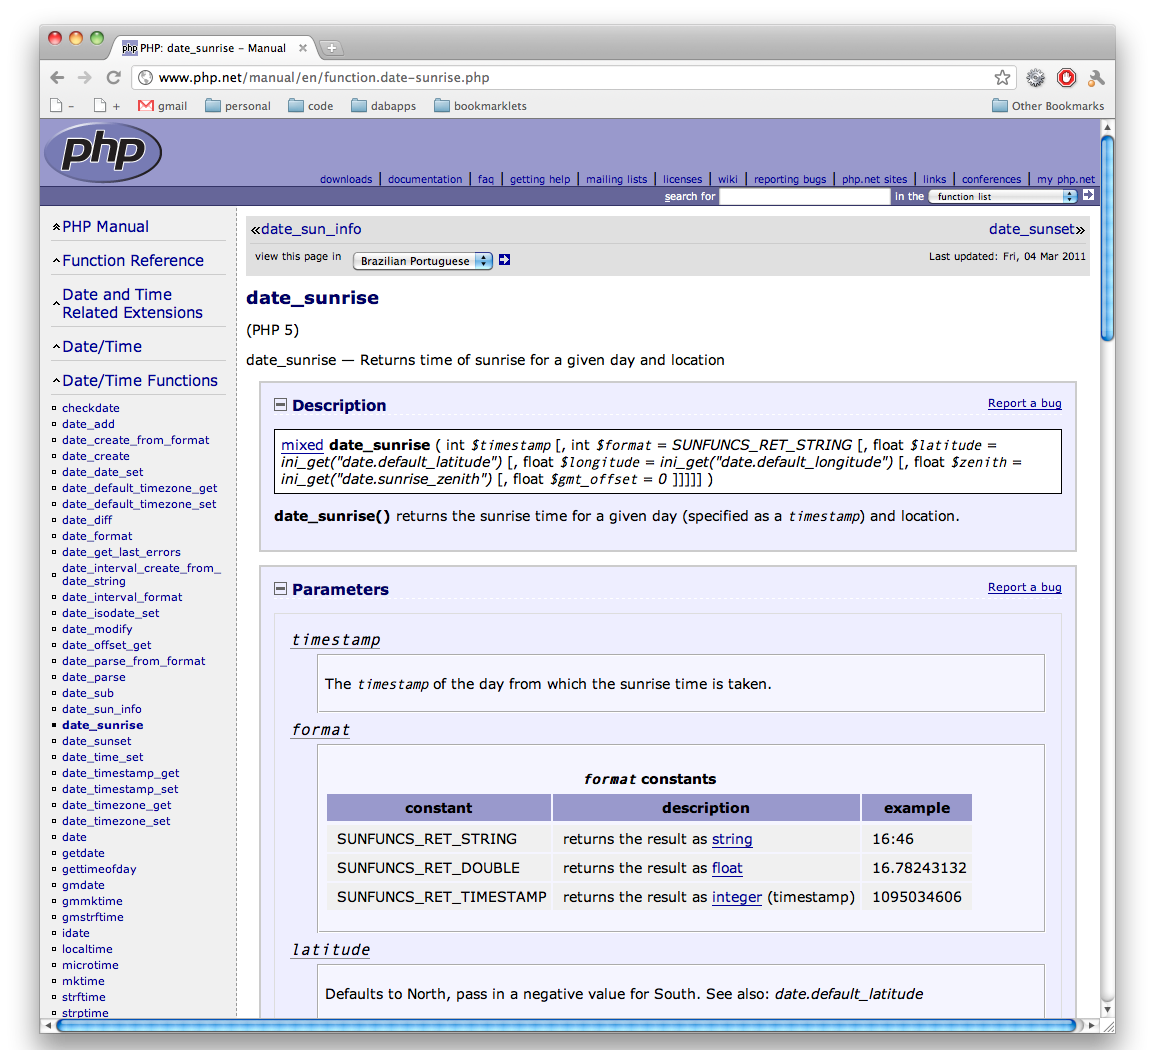 php PHP: date_sunrise – Manual
www.php.net/manual/en/function.date-sunrise.php
– + gmail personal code dabapps bookmarklets Other Bookmarks
php
downloads | documentation | faq | getting help | mailing lists | licenses | wiki | reporting bugs | php.net sites | links | conferences | my php.net
search for in the function list
PHP Manual
Function Reference
Date and Time
Related Extensions
Date/Time
Date/Time Functions
checkdate
date_add
date_create_from_format
date_create
date_date_set
date_default_timezone_get
date_default_timezone_set
date_diff
date_format
date_get_last_errors
date_interval_create_from_
date_string
date_interval_format
date_isodate_set
date_modify
date_offset_get
date_parse_from_format
date_parse
date_sub
date_sun_info
date_sunrise
date_sunset
date_time_set
date_timestamp_get
date_timestamp_set
date_timezone_get
date_timezone_set
date
getdate
gettimeofday
gmdate
gmmktime
gmstrftime
idate
localtime
microtime
mktime
strftime
strptime
«date_sun_info date_sunset»
view this page in Brazilian Portuguese Last updated: Fri, 04 Mar 2011
date_sunrise
(PHP 5)
date_sunrise — Returns time of sunrise for a given day and location
Description Report a bug
mixed date_sunrise ( int $timestamp [, int $format = SUNFUNCS_RET_STRING [, float $latitude =
ini_get("date.default_latitude") [, float $longitude = ini_get("date.default_longitude") [, float $zenith =
ini_get("date.sunrise_zenith") [, float $gmt_offset = 0 ]]]]] )
date_sunrise() returns the sunrise time for a given day (specified as a timestamp) and location.
Parameters Report a bug
timestamp
The timestamp of the day from which the sunrise time is taken.
format
format constants
constant description example
SUNFUNCS_RET_STRING returns the result as string 16:46
SUNFUNCS_RET_DOUBLE returns the result as float 16.78243132
SUNFUNCS_RET_TIMESTAMP returns the result as integer (timestamp) 1095034606
latitude
Defaults to North, pass in a negative value for South. See also: date.default_latitude